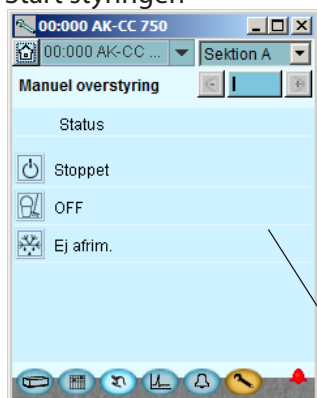 Start styringen
00:000 AK-CC 750
00:000 AK-CC ... Sektion A
Manuel overstyring
Status
Stoppet
OFF
Ej afrim.